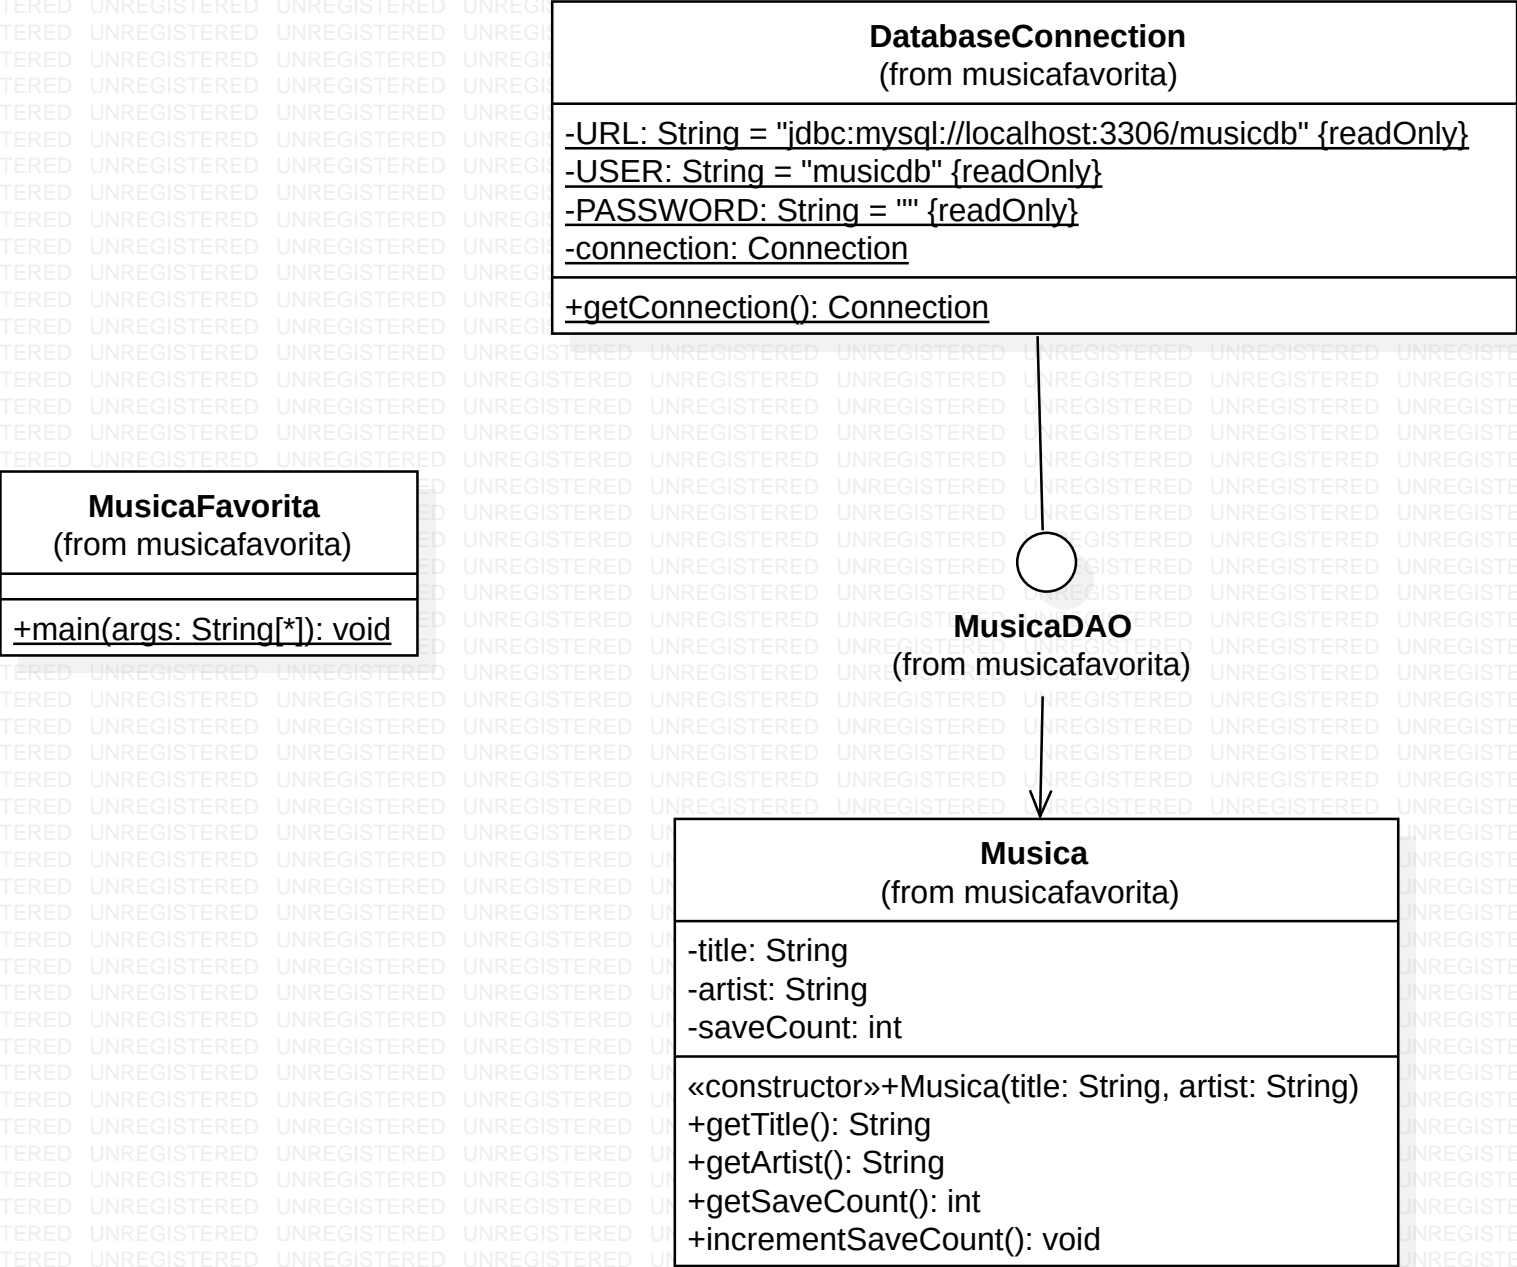 DatabaseConnection
(from musicafavorita)
-URL: String = "jdbc:mysql://localhost:3306/musicdb" {readOnly}
-USER: String = "musicdb" {readOnly}
-PASSWORD: String = "" {readOnly}
-connection: Connection
+getConnection(): Connection
MusicaFavorita
(from musicafavorita)
+main(args: String[*]): void
MusicaDAO
(from musicafavorita)
Musica
(from musicafavorita)
-title: String
-artist: String
-saveCount: int
«constructor»+Musica(title: String, artist: String)
+getTitle(): String
+getArtist(): String
+getSaveCount(): int
+incrementSaveCount(): void